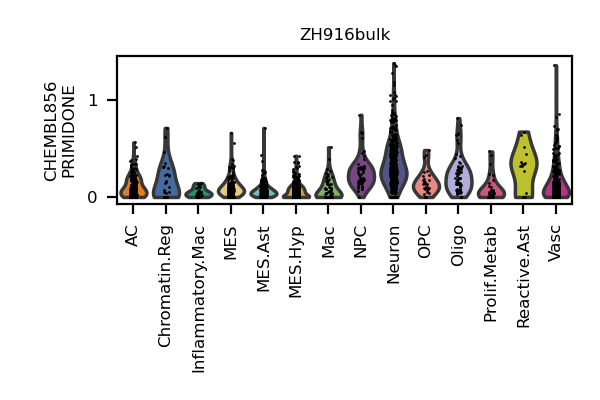 ZH916bulk
CHEMBL856
PRIMIDONE
1
0
AC
Chromatin.Reg
Inflammatory.Mac
MES
MES.Ast
MES.Hyp
Mac
NPC
Neuron
OPC
Oligo
Prolif.Metab
Reactive.Ast
Vasc